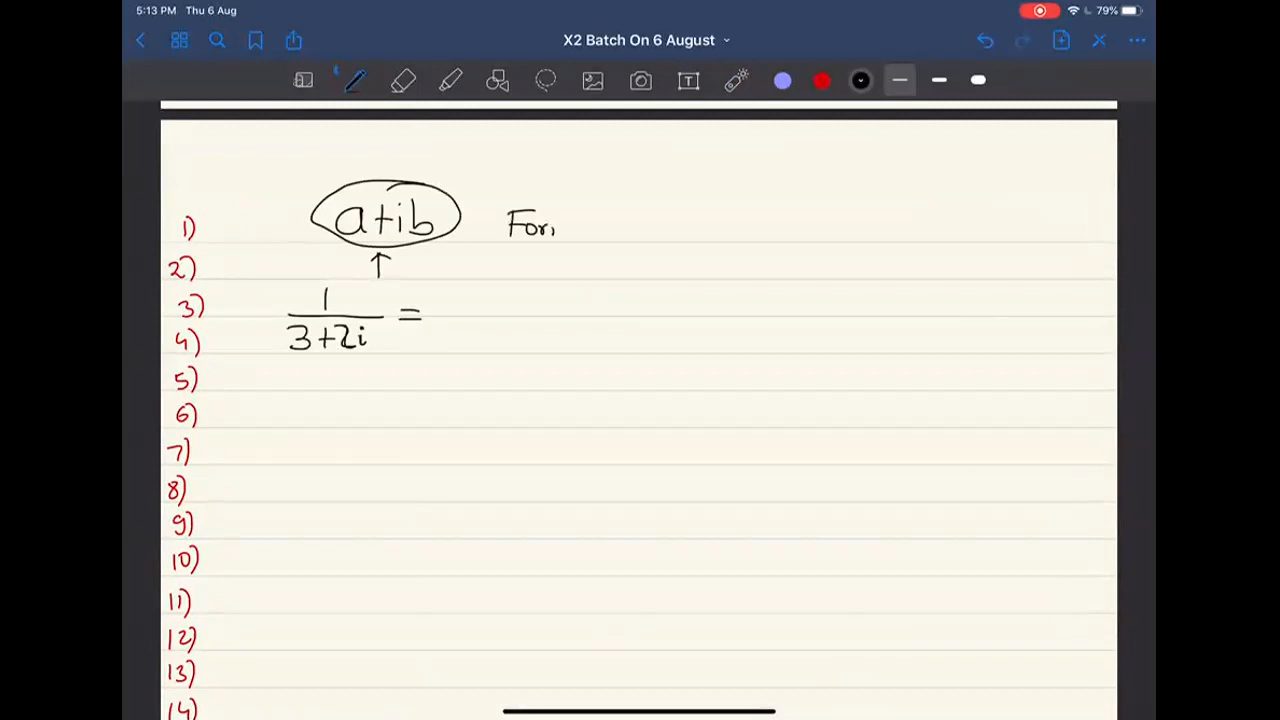 5:13 PM Thu 6 Aug 79%
X2 Batch On 6 August
T
1) a+ib For
2)
3) 1
4) 3+2i =
5)
6)
7)
8)
9)
10)
11)
12)
13)
14)